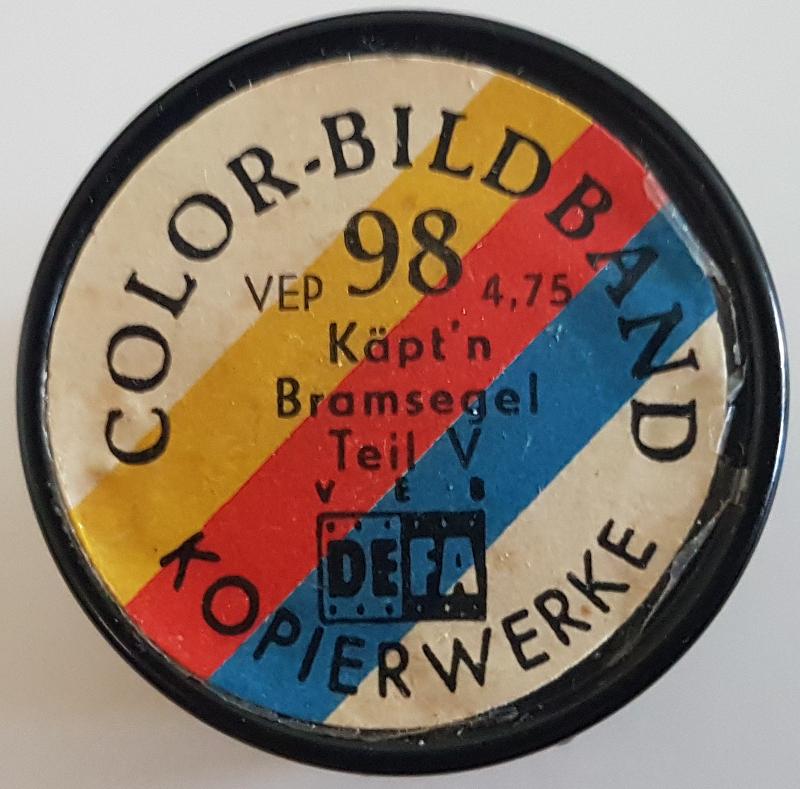 COLOR-BILDBAND
VEP 98 4,75
Käpt'n
Bramsegel
Teil V
VEB
DEFA
KOPIERWERKE